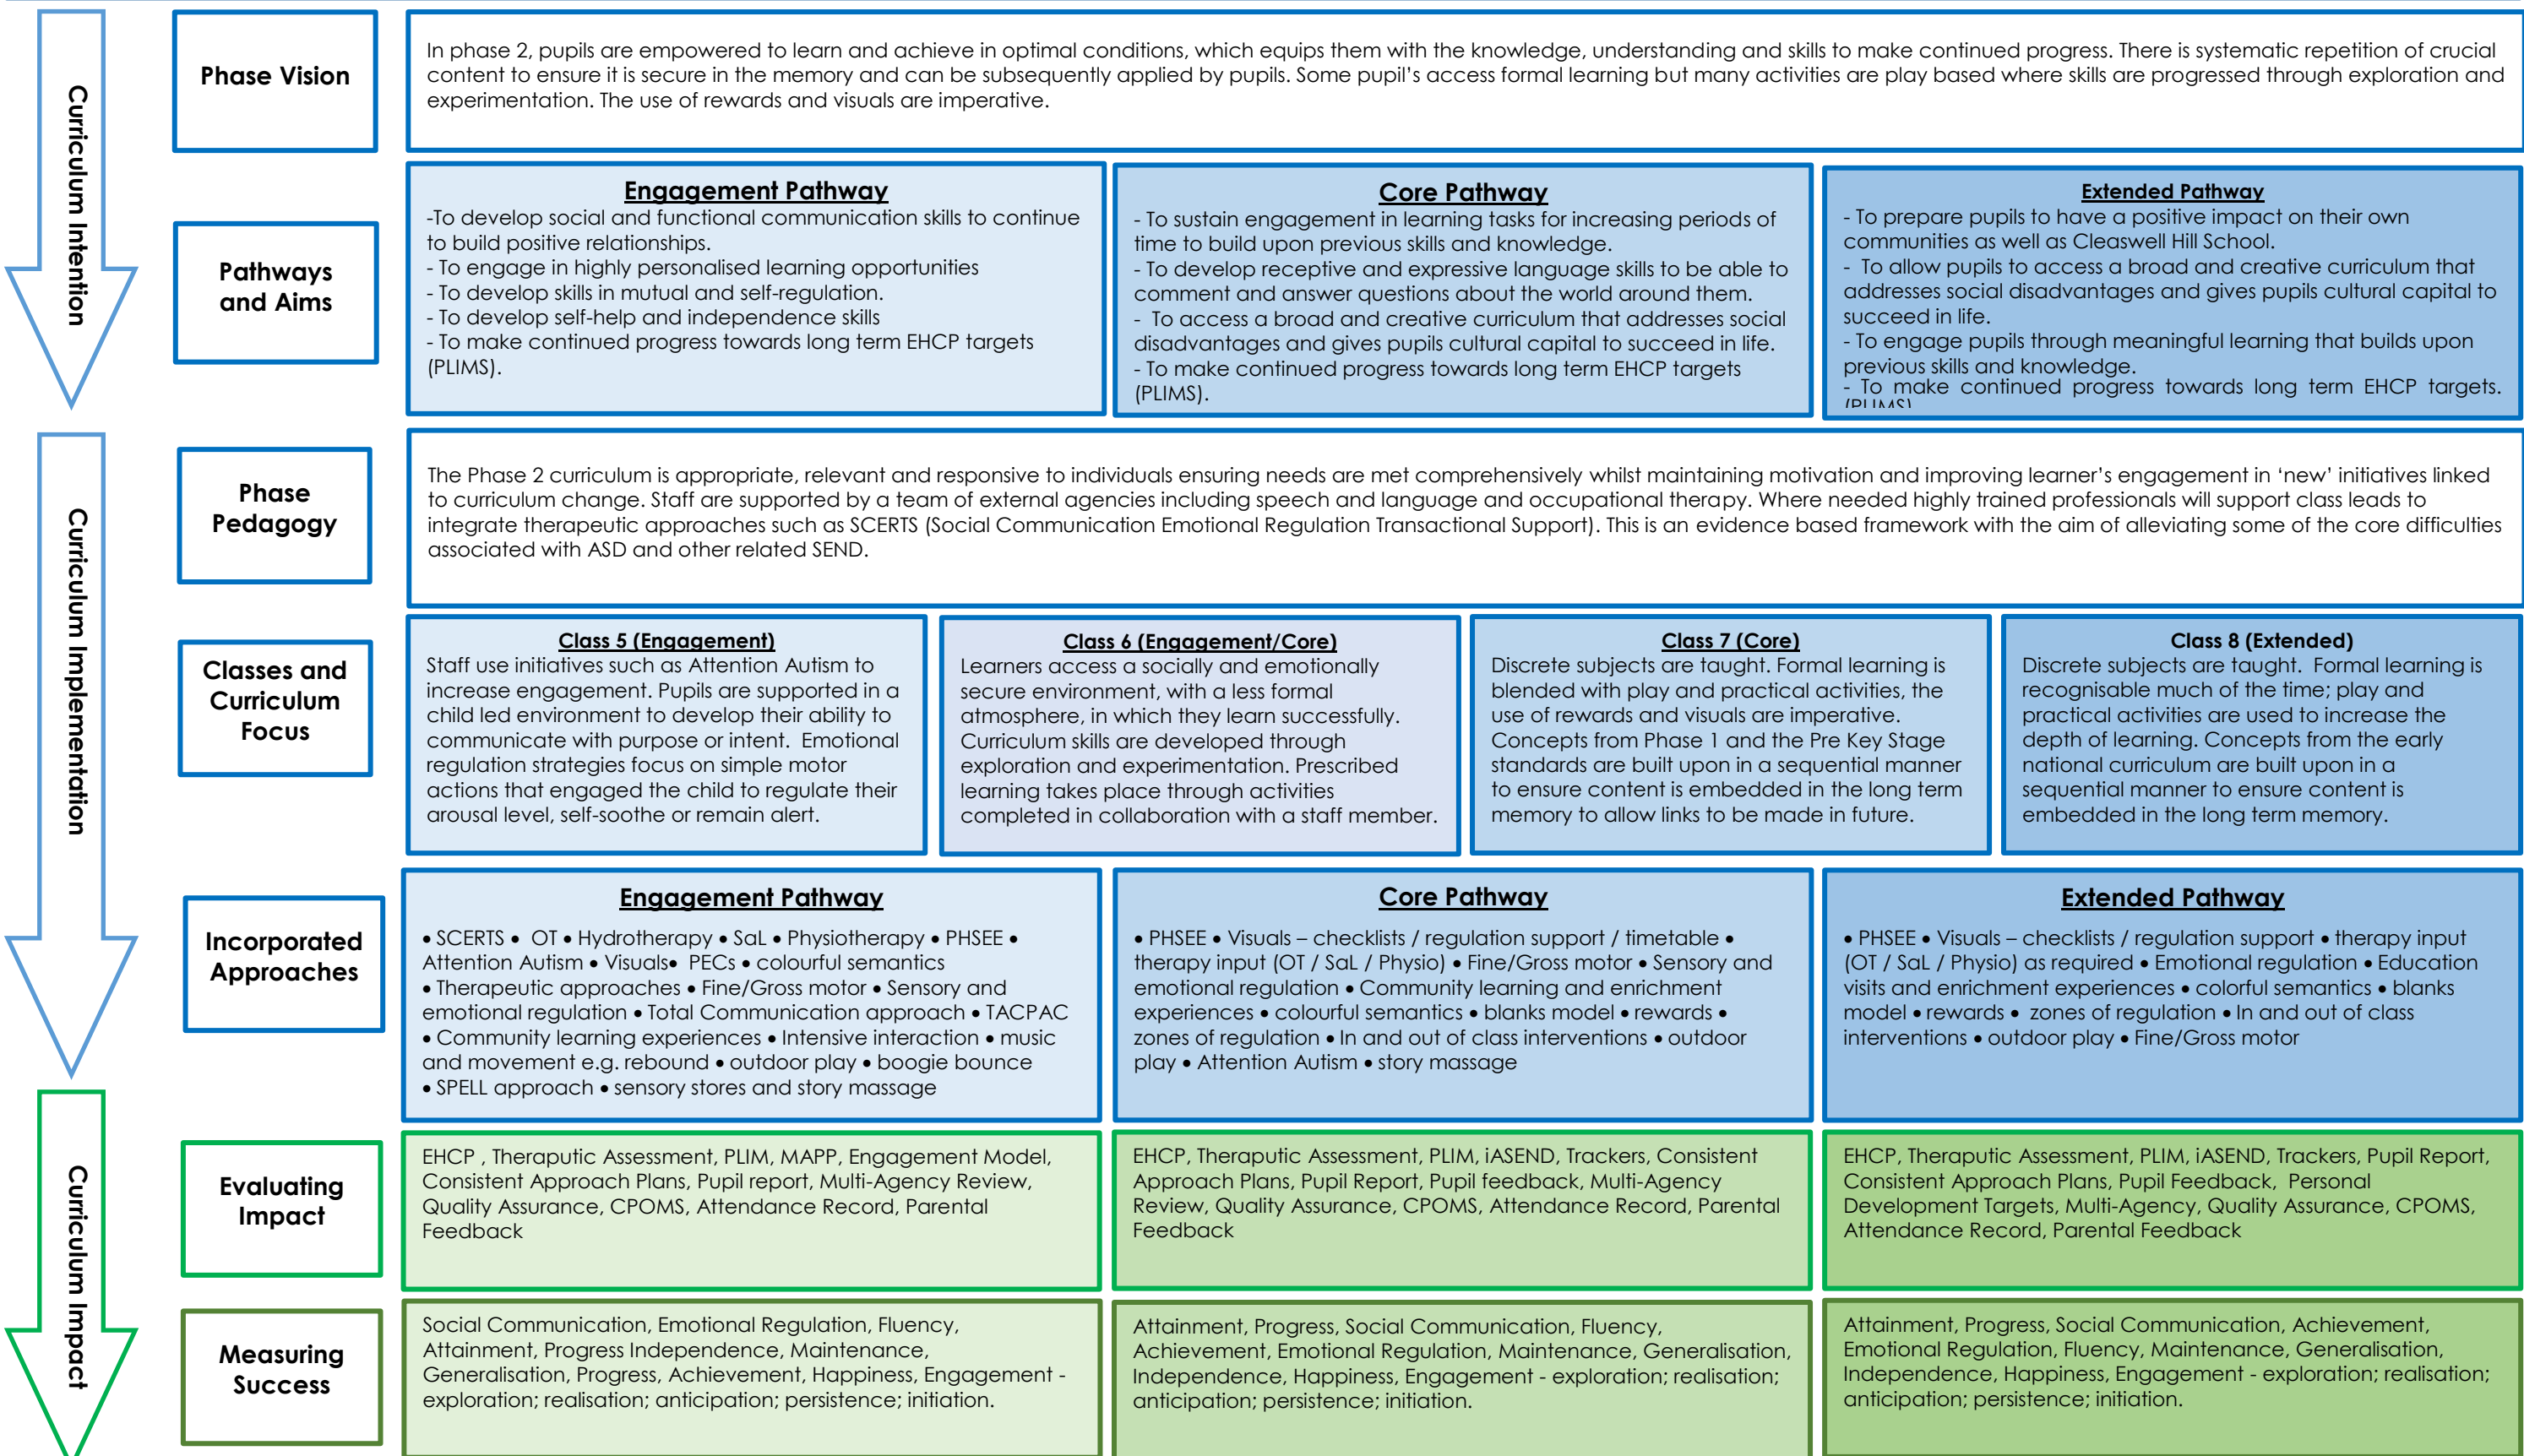 Curriculum Intention
Phase Vision
In phase 2, pupils are empowered to learn and achieve in optimal conditions, which equips them with the knowledge, understanding and skills to make continued progress. There is systematic repetition of crucial
content to ensure it is secure in the memory and can be subsequently applied by pupils. Some pupil's access formal learning but many activities are play based where skills are progressed through exploration and
experimentation. The use of rewards and visuals are imperative.
Pathways
and Aims
Engagement Pathway
-To develop social and functional communication skills to continue
to build positive relationships.
- To engage in highly personalised learning opportunities
- To develop skills in mutual and self-regulation.
- To develop self-help and independence skills
- To make continued progress towards long term EHCP targets
(PLIMS).
Core Pathway
- To sustain engagement in learning tasks for increasing periods of
time to build upon previous skills and knowledge.
- To develop receptive and expressive language skills to be able to
comment and answer questions about the world around them.
- To access a broad and creative curriculum that addresses social
disadvantages and gives pupils cultural capital to succeed in life.
- To make continued progress towards long term EHCP targets
(PLIMS).
Extended Pathway
- To prepare pupils to have a positive impact on their own
communities as well as Cleaswell Hill School.
- To allow pupils to access a broad and creative curriculum that
addresses social disadvantages and gives pupils cultural capital to
succeed in life.
- To engage pupils through meaningful learning that builds upon
previous skills and knowledge.
- To make continued progress towards long term EHCP targets.
(PLIMS)
Curriculum Implementation
Phase
Pedagogy
The Phase 2 curriculum is appropriate, relevant and responsive to individuals ensuring needs are met comprehensively whilst maintaining motivation and improving learner's engagement in 'new' initiatives linked
to curriculum change. Staff are supported by a team of external agencies including speech and language and occupational therapy. Where needed highly trained professionals will support class leads to
integrate therapeutic approaches such as SCERTS (Social Communication Emotional Regulation Transactional Support). This is an evidence based framework with the aim of alleviating some of the core difficulties
associated with ASD and other related SEND.
Classes and
Curriculum
Focus
Class 5 (Engagement)
Staff use initiatives such as Attention Autism to
increase engagement. Pupils are supported in a
child led environment to develop their ability to
communicate with purpose or intent. Emotional
regulation strategies focus on simple motor
actions that engaged the child to regulate their
arousal level, self-soothe or remain alert.
Class 6 (Engagement/Core)
Learners access a socially and emotionally
secure environment, with a less formal
atmosphere, in which they learn successfully.
Curriculum skills are developed through
exploration and experimentation. Prescribed
learning takes place through activities
completed in collaboration with a staff member.
Class 7 (Core)
Discrete subjects are taught. Formal learning is
blended with play and practical activities, the
use of rewards and visuals are imperative.
Concepts from Phase 1 and the Pre Key Stage
standards are built upon in a sequential manner
to ensure content is embedded in the long term
memory to allow links to be made in future.
Class 8 (Extended)
Discrete subjects are taught. Formal learning is
recognisable much of the time; play and
practical activities are used to increase the
depth of learning. Concepts from the early
national curriculum are built upon in a
sequential manner to ensure content is
embedded in the long term memory.
Incorporated
Approaches
Engagement Pathway
• SCERTS • OT • Hydrotherapy • SaL • Physiotherapy • PHSEE •
Attention Autism • Visuals• PECs • colourful semantics
• Therapeutic approaches • Fine/Gross motor • Sensory and
emotional regulation • Total Communication approach • TACPAC
• Community learning experiences • Intensive interaction • music
and movement e.g. rebound • outdoor play • boogie bounce
• SPELL approach • sensory stores and story massage
Core Pathway
• PHSEE • Visuals – checklists / regulation support / timetable •
therapy input (OT / SaL / Physio) • Fine/Gross motor • Sensory and
emotional regulation • Community learning and enrichment
experiences • colourful semantics • blanks model • rewards •
zones of regulation • In and out of class interventions • outdoor
play • Attention Autism • story massage
Extended Pathway
• PHSEE • Visuals – checklists / regulation support • therapy input
(OT / SaL / Physio) as required • Emotional regulation • Education
visits and enrichment experiences • colorful semantics • blanks
model • rewards • zones of regulation • In and out of class
interventions • outdoor play • Fine/Gross motor
Curriculum Impact
Evaluating
Impact
EHCP , Theraputic Assessment, PLIM, MAPP, Engagement Model,
Consistent Approach Plans, Pupil report, Multi-Agency Review,
Quality Assurance, CPOMS, Attendance Record, Parental
Feedback
EHCP, Theraputic Assessment, PLIM, iASEND, Trackers, Consistent
Approach Plans, Pupil Report, Pupil feedback, Multi-Agency
Review, Quality Assurance, CPOMS, Attendance Record, Parental
Feedback
EHCP, Theraputic Assessment, PLIM, iASEND, Trackers, Pupil Report,
Consistent Approach Plans, Pupil Feedback, Personal
Development Targets, Multi-Agency, Quality Assurance, CPOMS,
Attendance Record, Parental Feedback
Measuring
Success
Social Communication, Emotional Regulation, Fluency,
Attainment, Progress Independence, Maintenance,
Generalisation, Progress, Achievement, Happiness, Engagement -
exploration; realisation; anticipation; persistence; initiation.
Attainment, Progress, Social Communication, Fluency,
Achievement, Emotional Regulation, Maintenance, Generalisation,
Independence, Happiness, Engagement - exploration; realisation;
anticipation; persistence; initiation.
Attainment, Progress, Social Communication, Achievement,
Emotional Regulation, Fluency, Maintenance, Generalisation,
Independence, Happiness, Engagement - exploration; realisation;
anticipation; persistence; initiation.